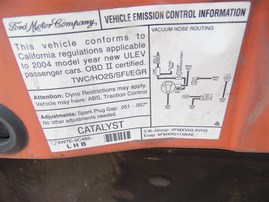 Ford Motor Company
VEHICLE EMISSION CONTROL INFORMATION
This vehicle conforms to
California regulations applicable
to 2004 model year new ULEV
passenger cars. OBD II certified.
TWC/HO2S/SFI/EGR
VACUUM HOSE ROUTING
Attention: Dyno Restrictions may apply.
Vehicle may have: ABS, Traction Control
Adjustments: Spark Plug Gap: .051 - .057"
No other adjustments needed.
CATALYST
LHB